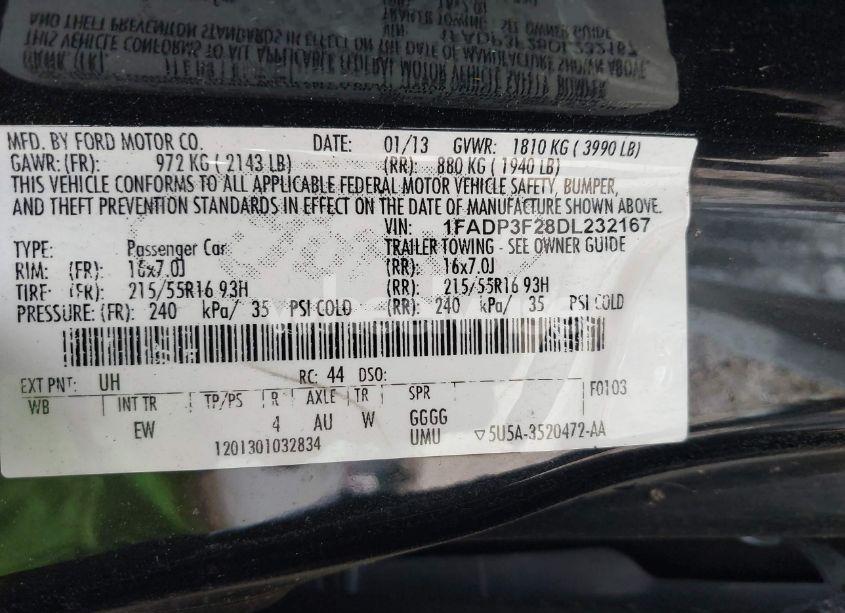 MFD. BY FORD MOTOR CO. DATE: 01/13 GVWR: 1810 KG ( 3990 LB)
GAWR: (FR): 972 KG ( 2143 LB) (RR): 880 KG ( 1940 LB)
THIS VEHICLE CONFORMS TO ALL APPLICABLE FEDERAL MOTOR VEHICLE SAFETY, BUMPER,
AND THEFT PREVENTION STANDARDS IN EFFECT ON THE DATE OF MANUFACTURE SHOWN ABOVE.
VIN: 1FADP3F28DL232167
TYPE: Passenger Car TRAILER TOWING - SEE OWNER GUIDE
RIM: (FR): 16x7.0J (RR): 16x7.0J
TIRE: (FR): 215/55R16 93H (RR): 215/55R16 93H
PRESSURE: (FR): 240 kPa/ 35 PSI COLD (RR): 240 kPa/ 35 PSI COLD
EXT PNT: UH RC: 44 DSO: F0103
WB INT TR TP/PS R AXLE TR SPR
EW 4 AU W GGGG
UMU ▽5U5A-3520472-AA
1201301032834